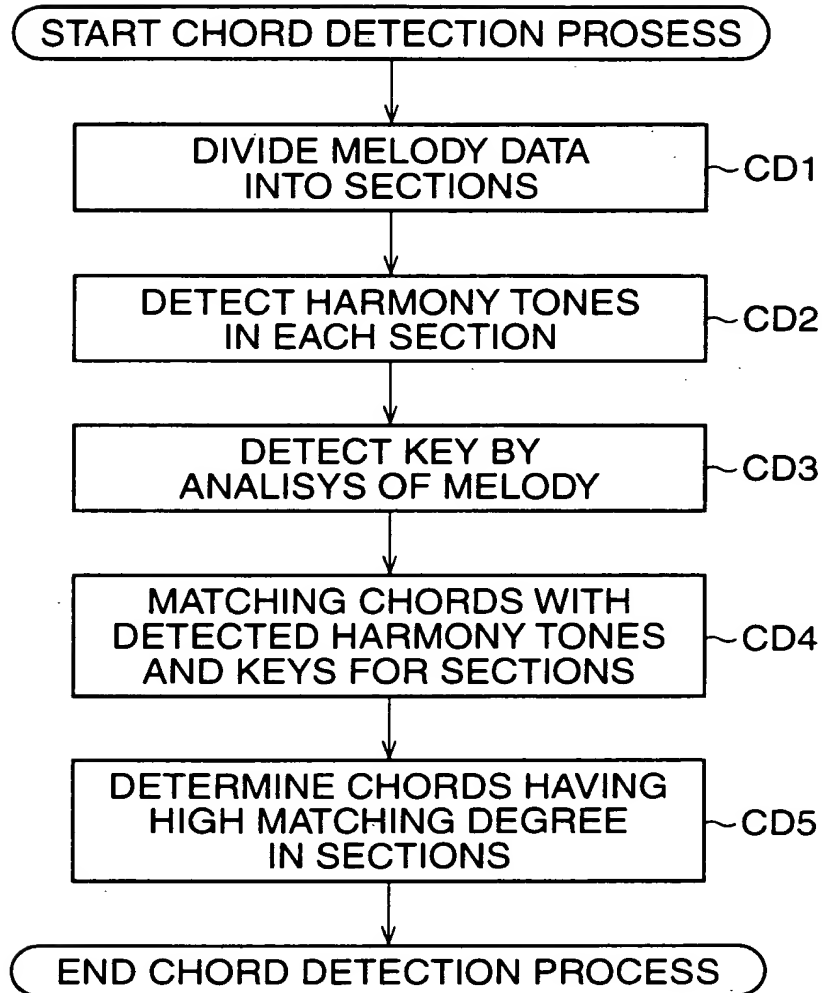 START CHORD DETECTION PROSESS
DIVIDE MELODY DATA
INTO SECTIONS
CD1
DETECT HARMONY TONES
IN EACH SECTION
CD2
DETECT KEY BY
ANALISYS OF MELODY
CD3
MATCHING CHORDS WITH
DETECTED HARMONY TONES
AND KEYS FOR SECTIONS
CD4
DETERMINE CHORDS HAVING
HIGH MATCHING DEGREE
IN SECTIONS
CD5
END CHORD DETECTION PROCESS